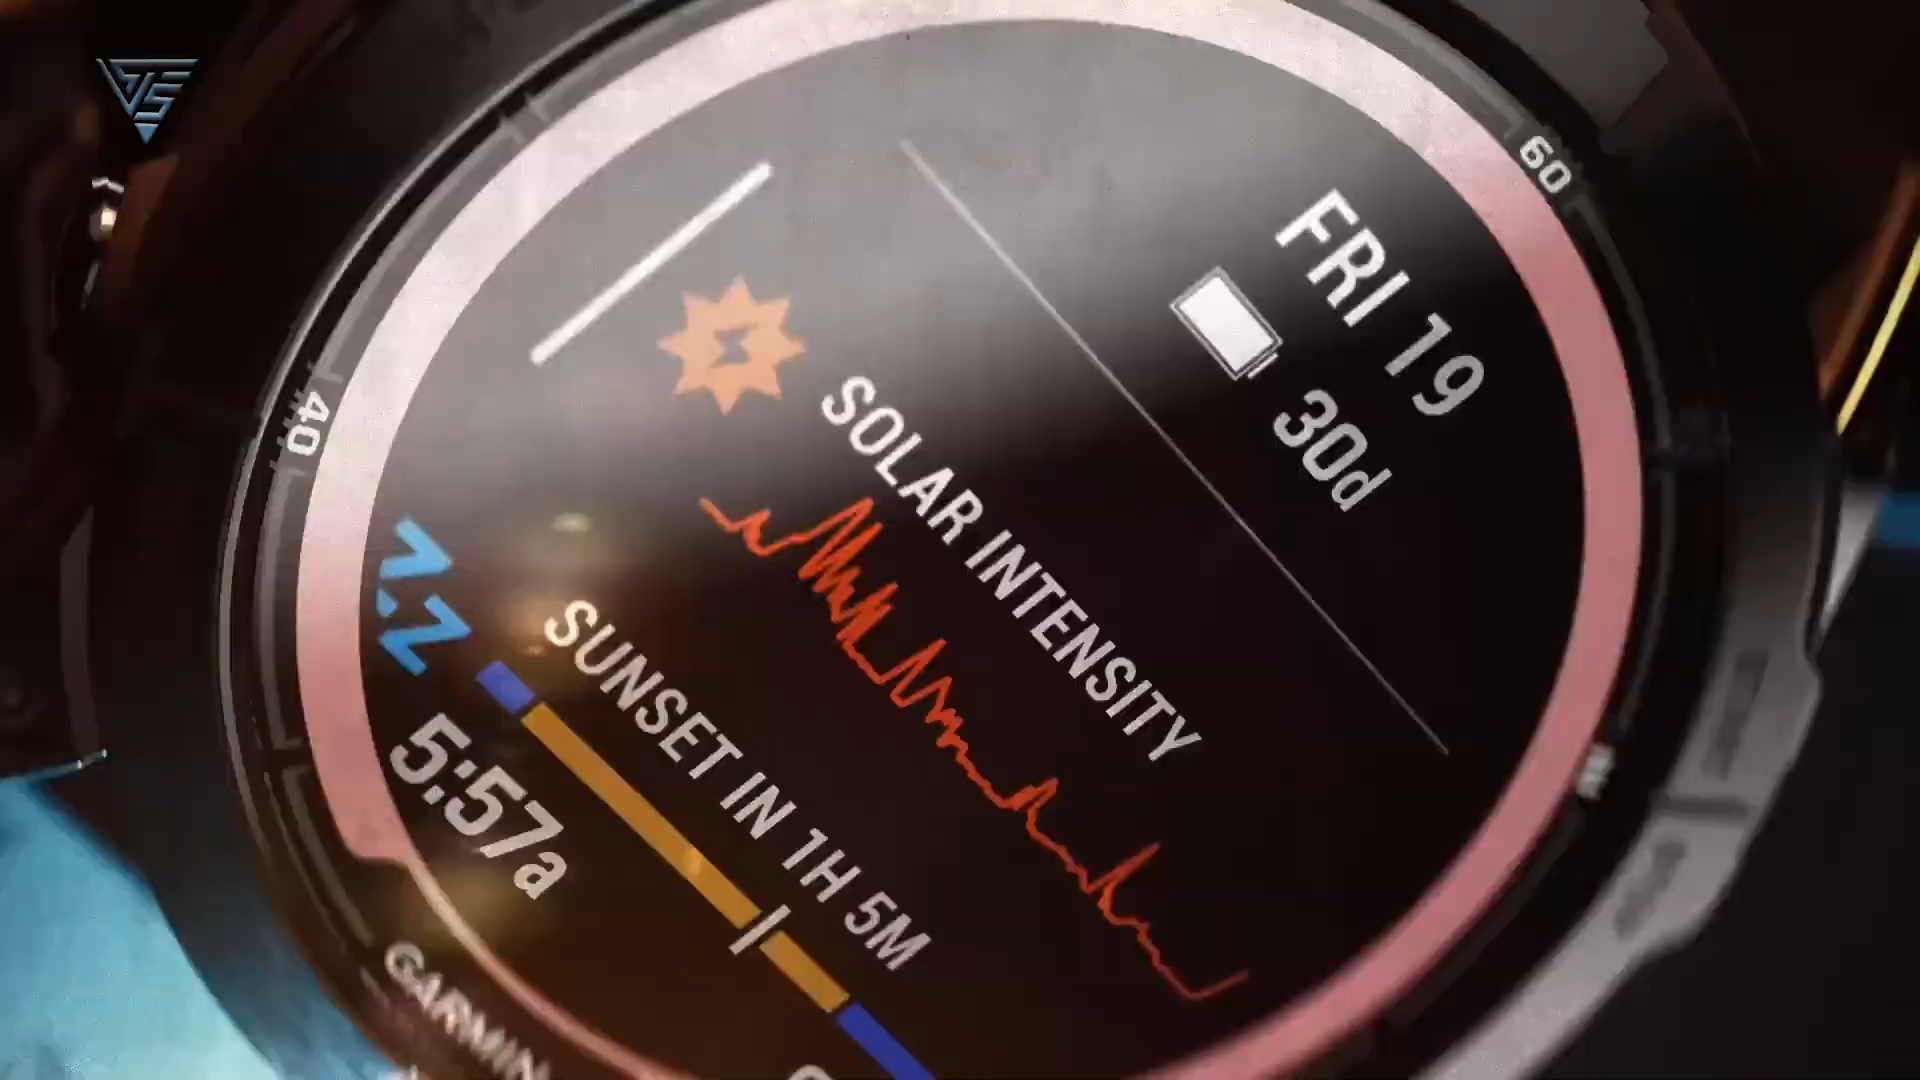 60
FRI 19
30d
SOLAR INTENSITY
40
SUNSET IN 1H 5M
5:57a
GARMIN